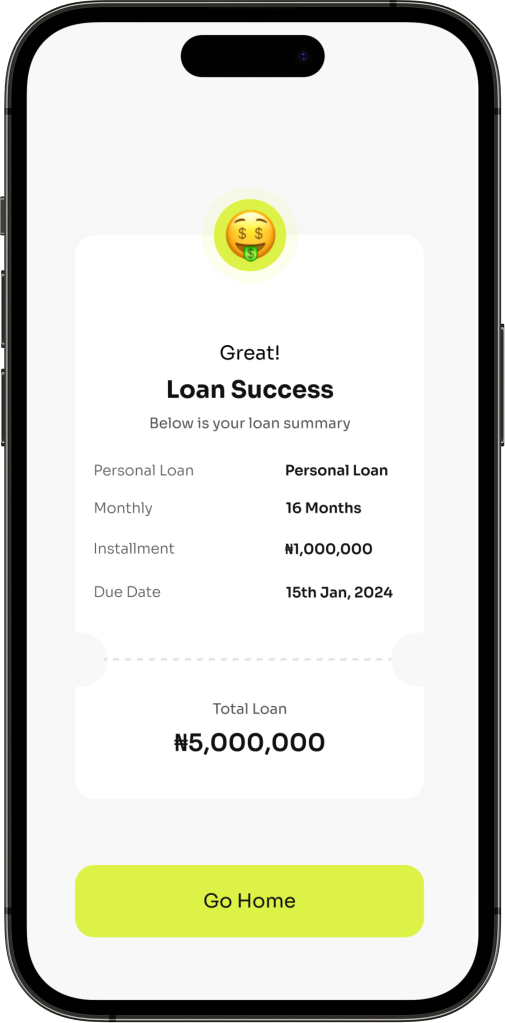 Great!
Loan Success
Below is your loan summary
Personal Loan Personal Loan
Monthly 16 Months
Installment ₦1,000,000
Due Date 15th Jan, 2024
Total Loan
₦5,000,000
Go Home